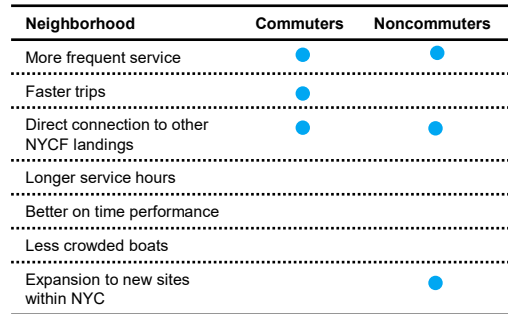 Neighborhood Commuters Noncommuters
More frequent service
Faster trips
Direct connection to other
NYCF landings
Longer service hours
Better on time performance
Less crowded boats
Expansion to new sites
within NYC